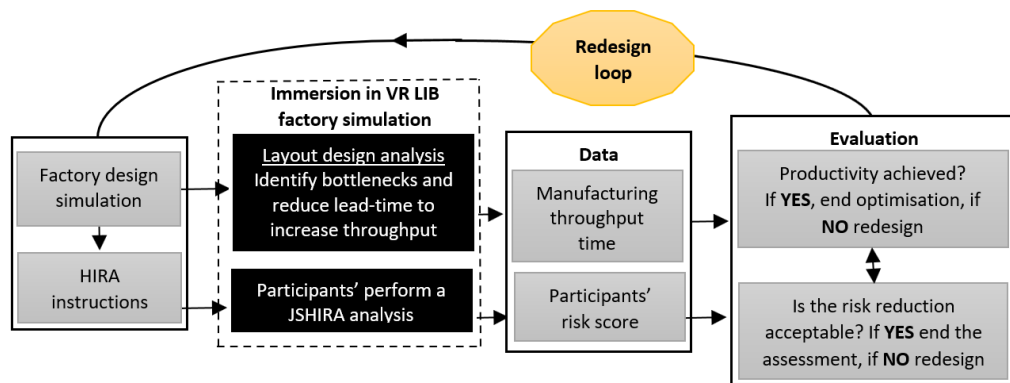 Redesign
loop
Immersion in VR LIB
factory simulation
Factory design
simulation
HIRA
instructions
Layout design analysis
Identify bottlenecks and
reduce lead-time to
increase throughput
Participants’ perform a
JSHIRA analysis
Data
Manufacturing
throughput
time
Participants’
risk score
Evaluation
Productivity achieved?
If YES, end optimisation, if
NO redesign
Is the risk reduction
acceptable? If YES end the
assessment, if NO redesign